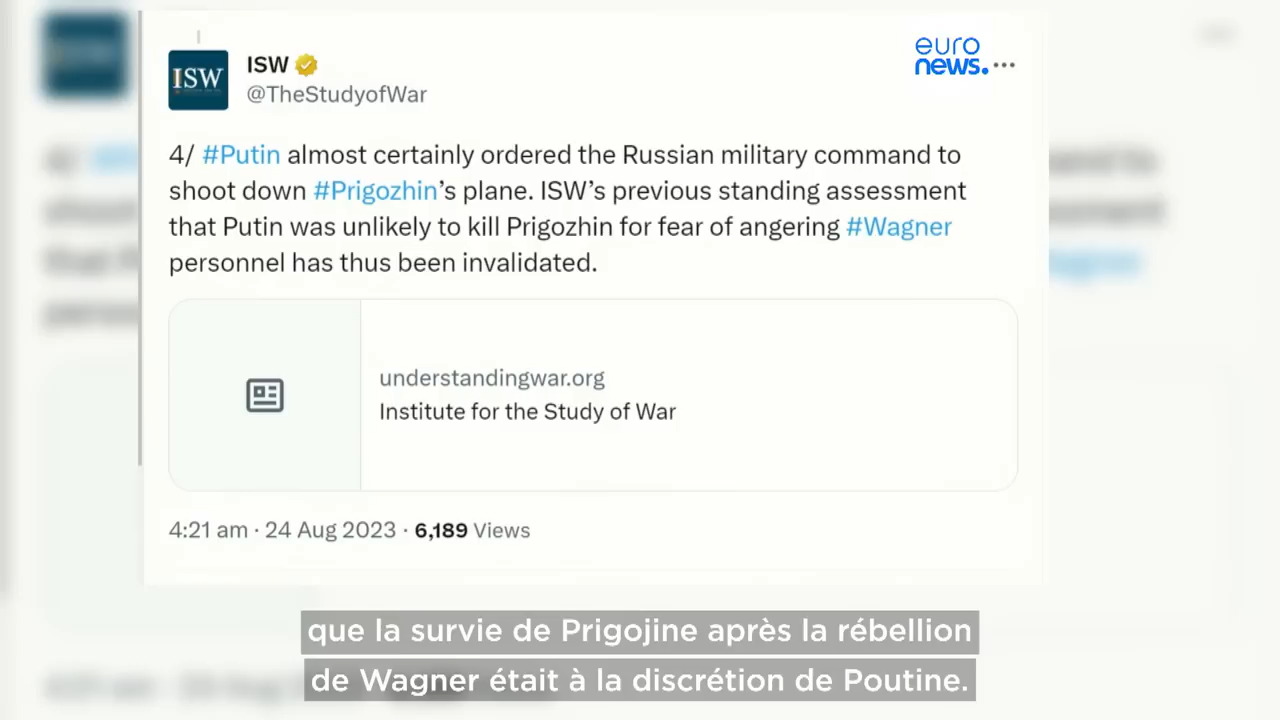 ISW
ISW
@TheStudyofWar
euro
news.
4/ #Putin almost certainly ordered the Russian military command to
shoot down #Prigozhin’s plane. ISW’s previous standing assessment
that Putin was unlikely to kill Prigozhin for fear of angering #Wagner
personnel has thus been invalidated.
understandingwar.org
Institute for the Study of War
4:21 am · 24 Aug 2023 · 6,189 Views
que la survie de Prigojine après la rébellion
de Wagner était à la discrétion de Poutine.